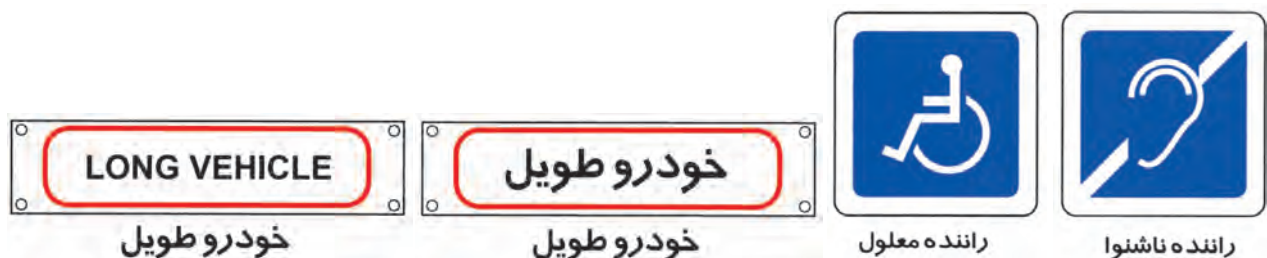 LONG VEHICLE
خودرو طویل
خودرو طویل
خودرو طویل
راننده معلول
راننده ناشنوا